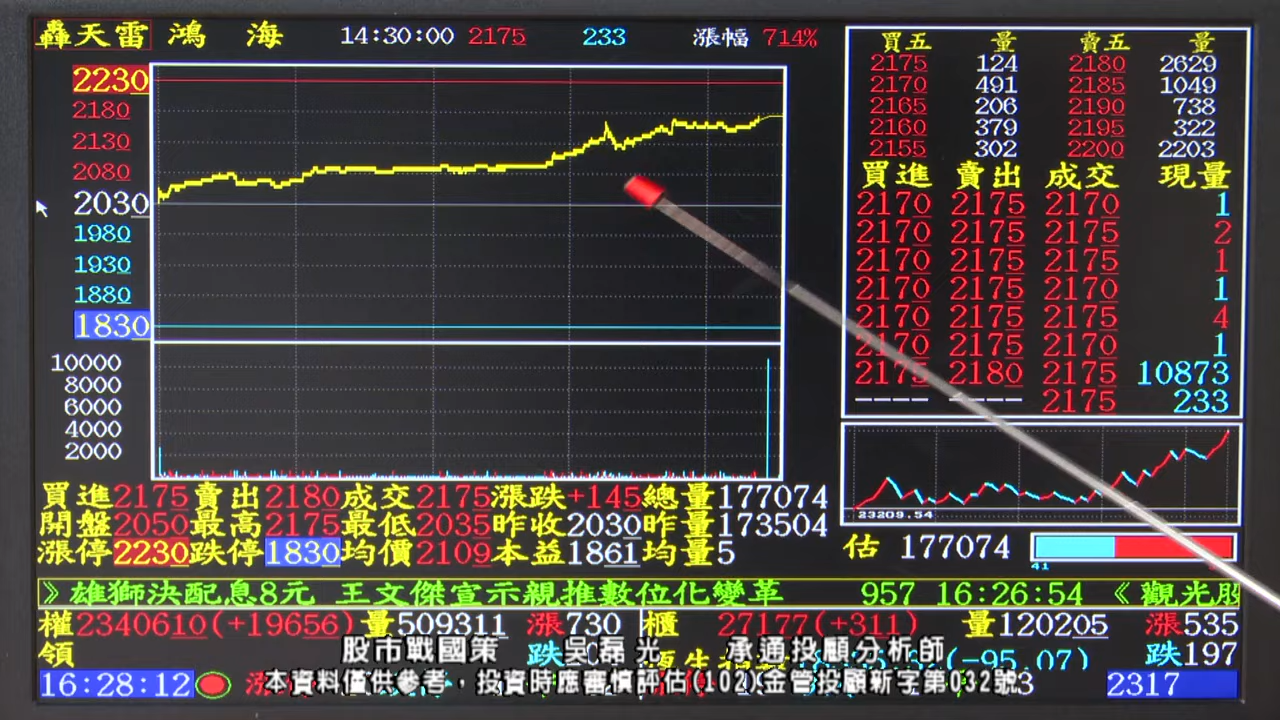 轟天雷 鴻 海 14:30:00 2175 233 漲幅 714%
2230
2180
2130
2080
2030
1980
1930
1880
1830
10000
8000
6000
4000
2000
買五 量 賣五 量
2175 124 2180 2629
2170 491 2185 1049
2165 206 2190 738
2160 379 2195 322
2155 302 2200 2203
買進 賣出 成交 現量
2170 2175 2170 1
2170 2175 2175 2
2170 2175 2175 1
2170 2175 2170 1
2170 2175 2175 4
2170 2175 2170 1
2175 2180 2175 10873
---- ---- 2175 233
23209.54
買進2175賣出2180成交2175漲跌+145總量177074
開盤2050最高2175最低2035昨收2030昨量173504
漲停2230跌停1830均價2109本益1861均量5
估 177074
41
》雄獅決配息8元 王文傑宣示親推數位化變革 957 16:26:54 《觀光股
權2340610(+19656)量509311 漲730 櫃 27177(+311) 量120205 漲535
領 跌 (-95.07) 跌197
股市戰國策 吳磊光 承通投顧分析師
16:28:12 2317
本資料僅供參考，投資時應審慎評估(102)金管投顧新字第032號